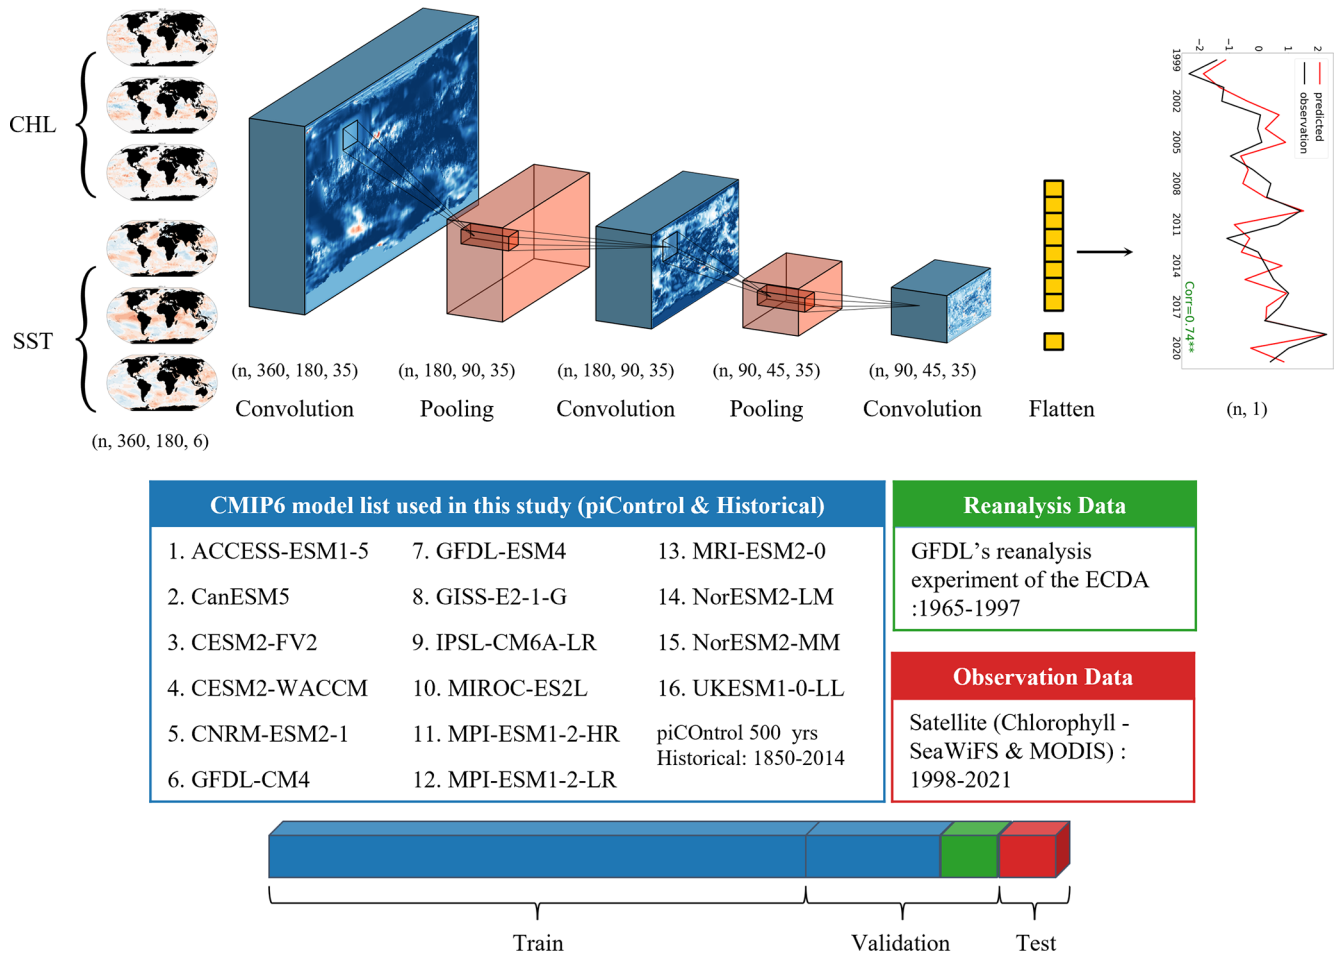 CHL
SST
(n, 360, 180, 6)
(n, 360, 180, 35)
Convolution
(n, 180, 90, 35)
Pooling
(n, 180, 90, 35)
Convolution
(n, 90, 45, 35)
Pooling
(n, 90, 45, 35)
Convolution
Flatten
−2
−1
0
1
2
predicted
observation
1999
2002
2005
2008
2011
2014
2017
2020
Corr=0.74**
(n, 1)
CMIP6 model list used in this study (piControl & Historical)
1. ACCESS-ESM1-5
2. CanESM5
3. CESM2-FV2
4. CESM2-WACCM
5. CNRM-ESM2-1
6. GFDL-CM4
7. GFDL-ESM4
8. GISS-E2-1-G
9. IPSL-CM6A-LR
10. MIROC-ES2L
11. MPI-ESM1-2-HR
12. MPI-ESM1-2-LR
13. MRI-ESM2-0
14. NorESM2-LM
15. NorESM2-MM
16. UKESM1-0-LL
piCOntrol 500 yrs
Historical: 1850-2014
Reanalysis Data
GFDL's reanalysis
experiment of the ECDA
:1965-1997
Observation Data
Satellite (Chlorophyll -
SeaWiFS & MODIS) :
1998-2021
Train
Validation
Test